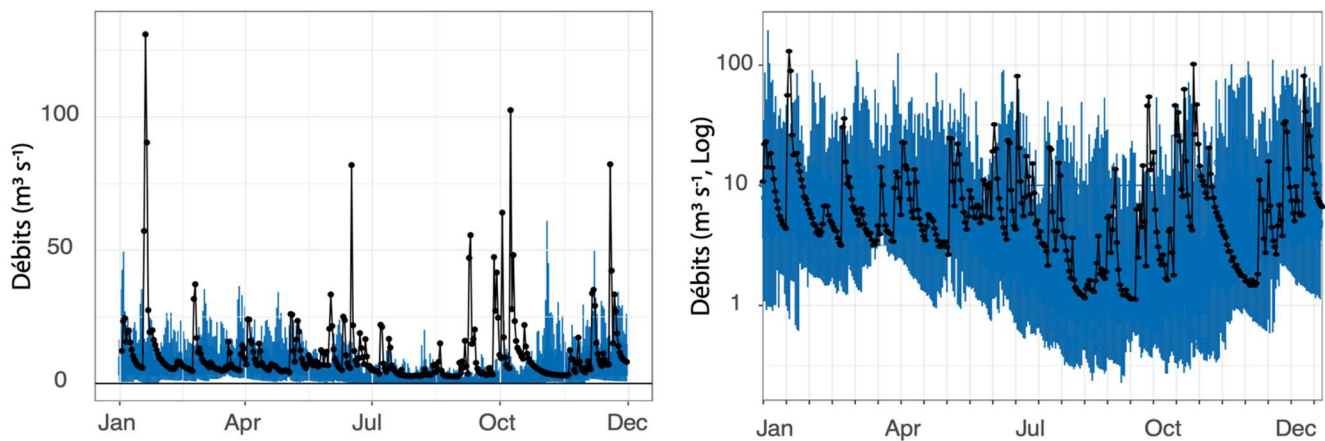 Débits (m³ s⁻¹)
100
50
0
Jan Apr Jul Oct Dec
Débits (m³ s⁻¹, Log)
100
10
1
Jan Apr Jul Oct Dec